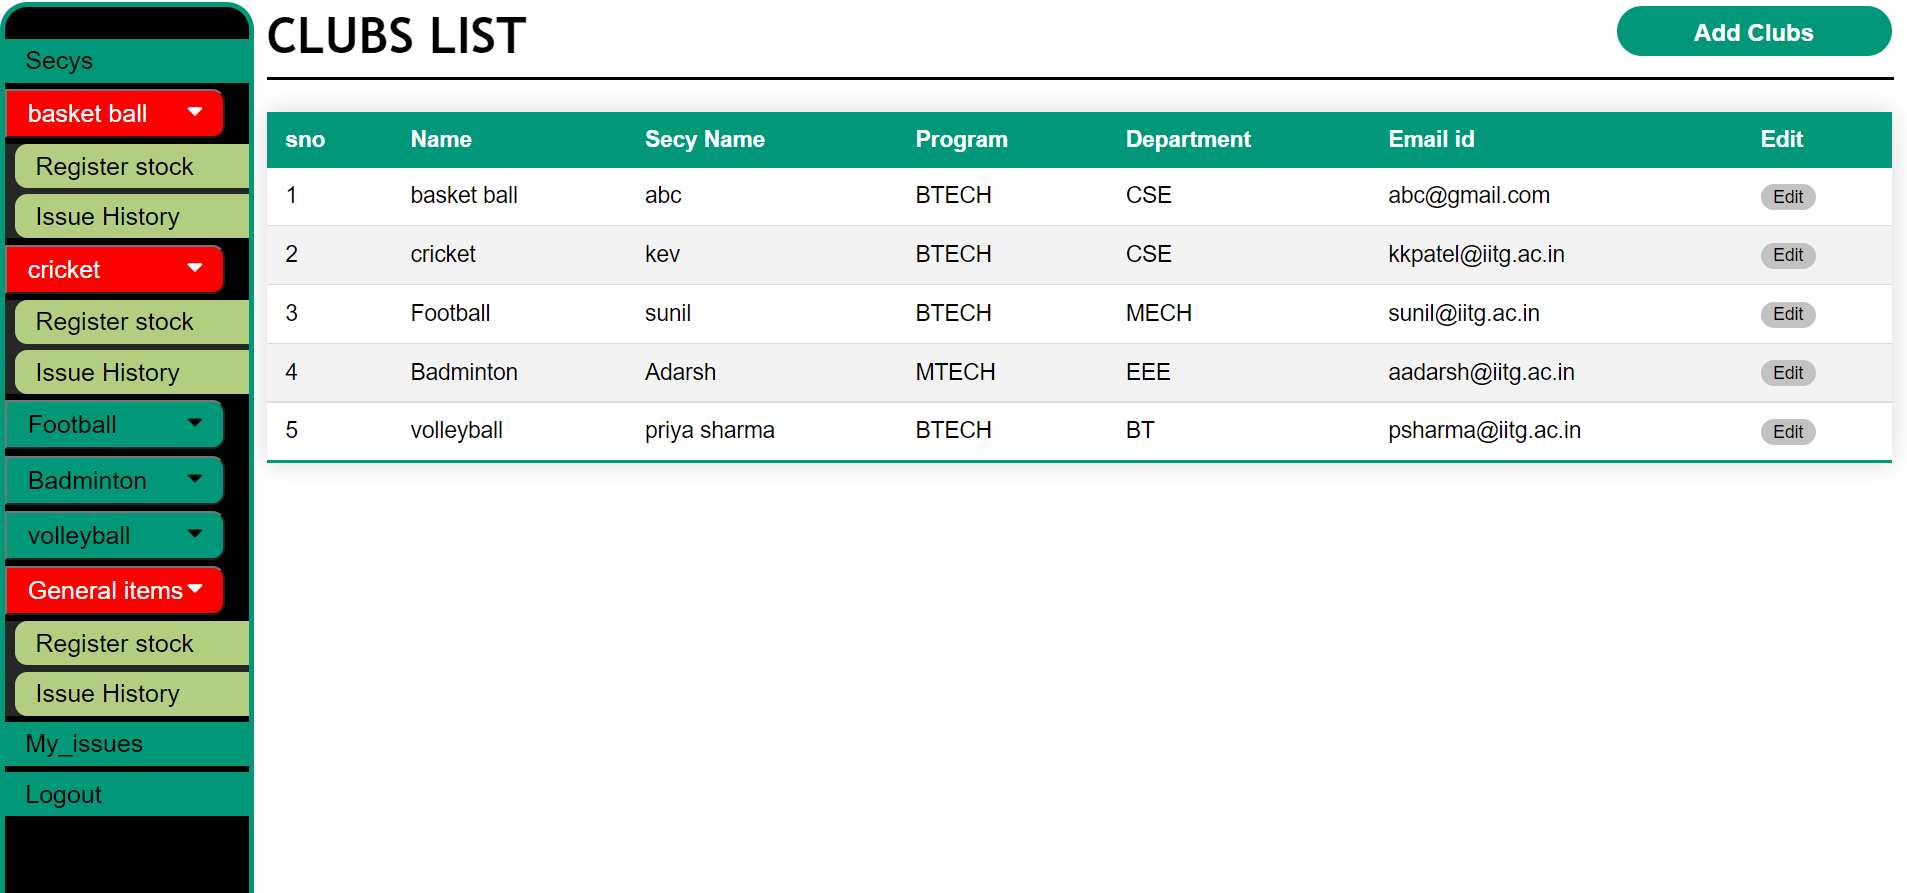 Secys
basket ball
Register stock
Issue History
cricket
Register stock
Issue History
Football
Badminton
volleyball
General items
Register stock
Issue History
My_issues
Logout
CLUBS LIST
Add Clubs
sno Name Secy Name Program Department Email id Edit
1 basket ball abc BTECH CSE abc@gmail.com Edit
2 cricket kev BTECH CSE kkpatel@iitg.ac.in Edit
3 Football sunil BTECH MECH sunil@iitg.ac.in Edit
4 Badminton Adarsh MTECH EEE aadarsh@iitg.ac.in Edit
5 volleyball priya sharma BTECH BT psharma@iitg.ac.in Edit